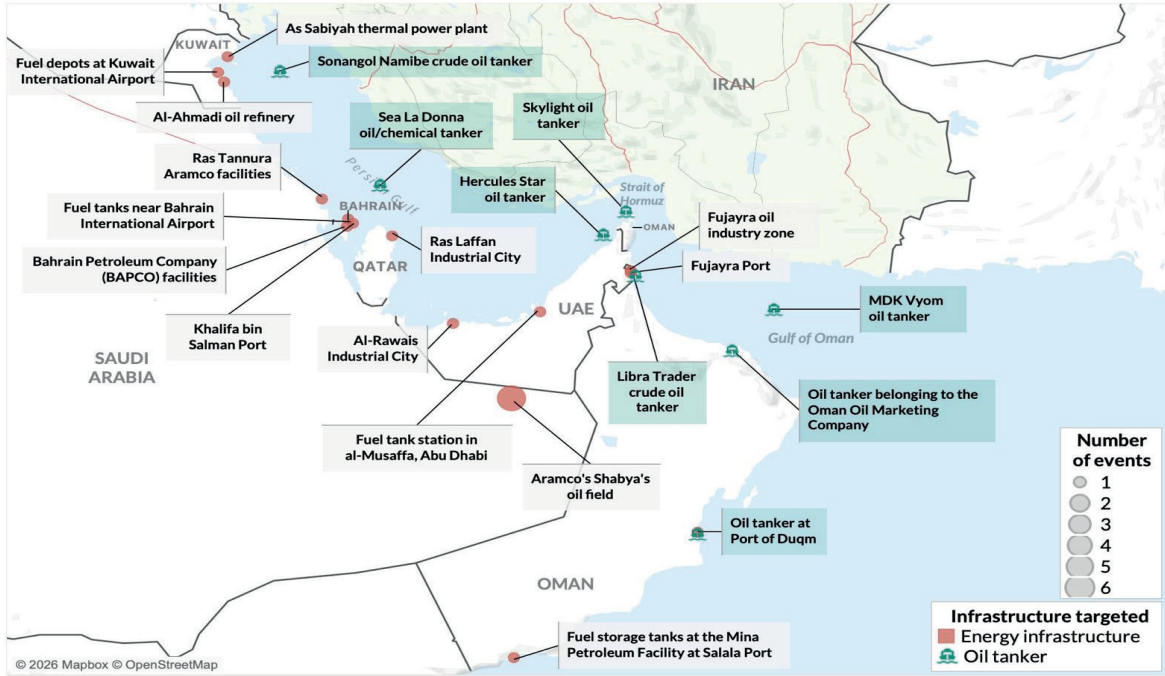 As Sabiyah thermal power plant
KUWAIT
Fuel depots at Kuwait
International Airport
Sonangol Namibe crude oil tanker
IRAN
Al-Ahmadi oil refinery
Sea La Donna
oil/chemical tanker
Skylight oil
tanker
Ras Tannura
Aramco facilities
Persian Gulf
Hercules Star
oil tanker
Strait of
Hormuz
BAHRAIN
Fuel tanks near Bahrain
International Airport
OMAN
Fujayra oil
industry zone
Ras Laffan
Industrial City
Bahrain Petroleum Company
(BAPCO) facilities
QATAR
Fujayra Port
UAE
MDK Vyom
oil tanker
Khalifa bin
Salman Port
Al-Rawais
Industrial City
Gulf of Oman
SAUDI
ARABIA
Libra Trader
crude oil
tanker
Oil tanker belonging to the
Oman Oil Marketing
Company
Fuel tank station in
al-Musaffa, Abu Dhabi
Aramco's Shabya's
oil field
Number
of events
1
2
3
4
5
6
Oil tanker at
Port of Duqm
OMAN
Infrastructure targeted
Energy infrastructure
Oil tanker
Fuel storage tanks at the Mina
Petroleum Facility at Salala Port
© 2026 Mapbox © OpenStreetMap